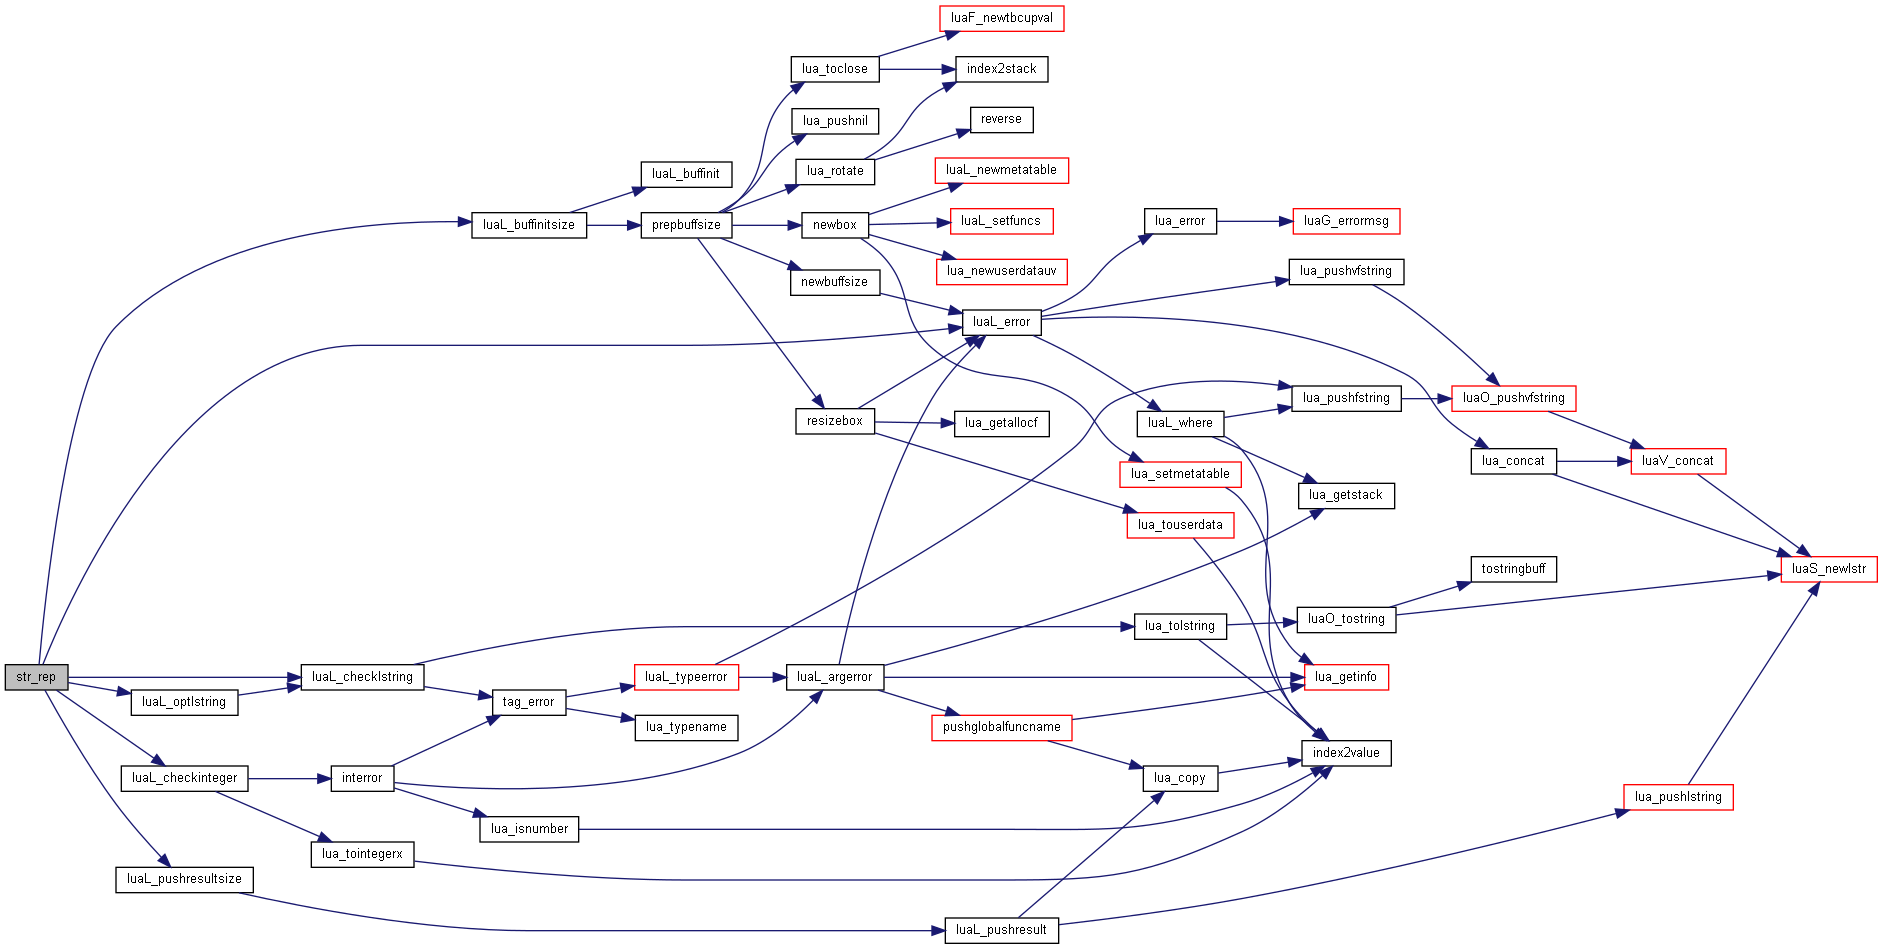 luaF_newtbcupval
lua_toclose
index2stack
lua_pushnil
reverse
luaL_buffinit
lua_rotate
luaL_newmetatable
luaL_buffinitsize
prepbuffsize
newbox
luaL_setfuncs
lua_error
luaG_errormsg
newbuffsize
lua_newuserdatauv
lua_pushvfstring
luaL_error
resizebox
lua_getallocf
luaL_where
lua_pushfstring
luaO_pushvfstring
lua_setmetatable
lua_getstack
lua_concat
luaV_concat
lua_touserdata
tostringbuff
luaS_newlstr
lua_tolstring
luaO_tostring
str_rep
luaL_checklstring
luaL_typeerror
luaL_argerror
lua_getinfo
luaL_optlstring
tag_error
lua_typename
pushglobalfuncname
index2value
luaL_checkinteger
interror
lua_copy
lua_isnumber
lua_pushlstring
lua_tointegerx
luaL_pushresultsize
luaL_pushresult